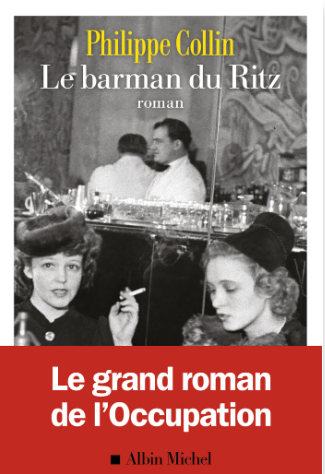 Philippe Collin
Le barman du Ritz
roman
Le grand roman
de l’Occupation
Albin Michel